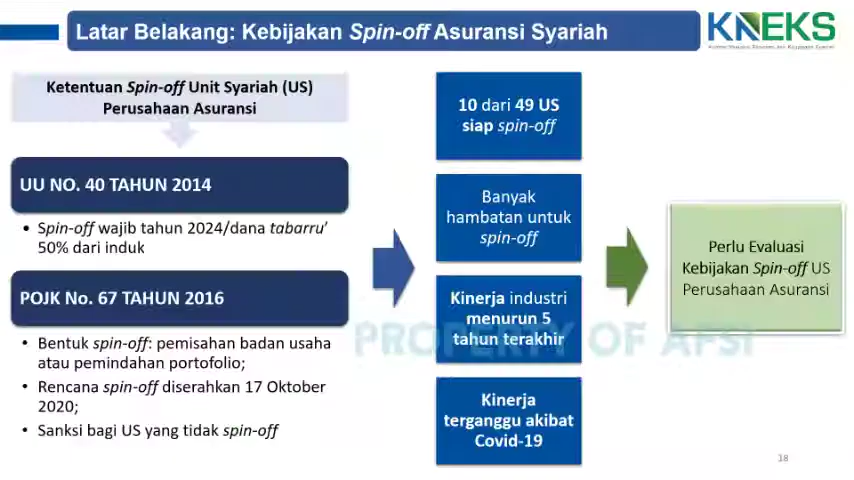 Latar Belakang: Kebijakan Spin-off Asuransi Syariah
KNEKS
Ketentuan Spin-off Unit Syariah (US)
Perusahaan Asuransi
UU NO. 40 TAHUN 2014
• Spin-off wajib tahun 2024/dana tabarru'
50% dari induk
POJK No. 67 TAHUN 2016
• Bentuk spin-off: pemisahan badan usaha
atau pemindahan portofolio;
• Rencana spin-off diserahkan 17 Oktober
2020;
• Sanksi bagi US yang tidak spin-off
10 dari 49 US
siap spin-off
Banyak
hambatan untuk
spin-off
Kinerja industri
menurun 5
tahun terakhir
Kinerja
terganggu akibat
Covid-19
Perlu Evaluasi
Kebijakan Spin-off US
Perusahaan Asuransi
PROPERTY OF AFSI
18